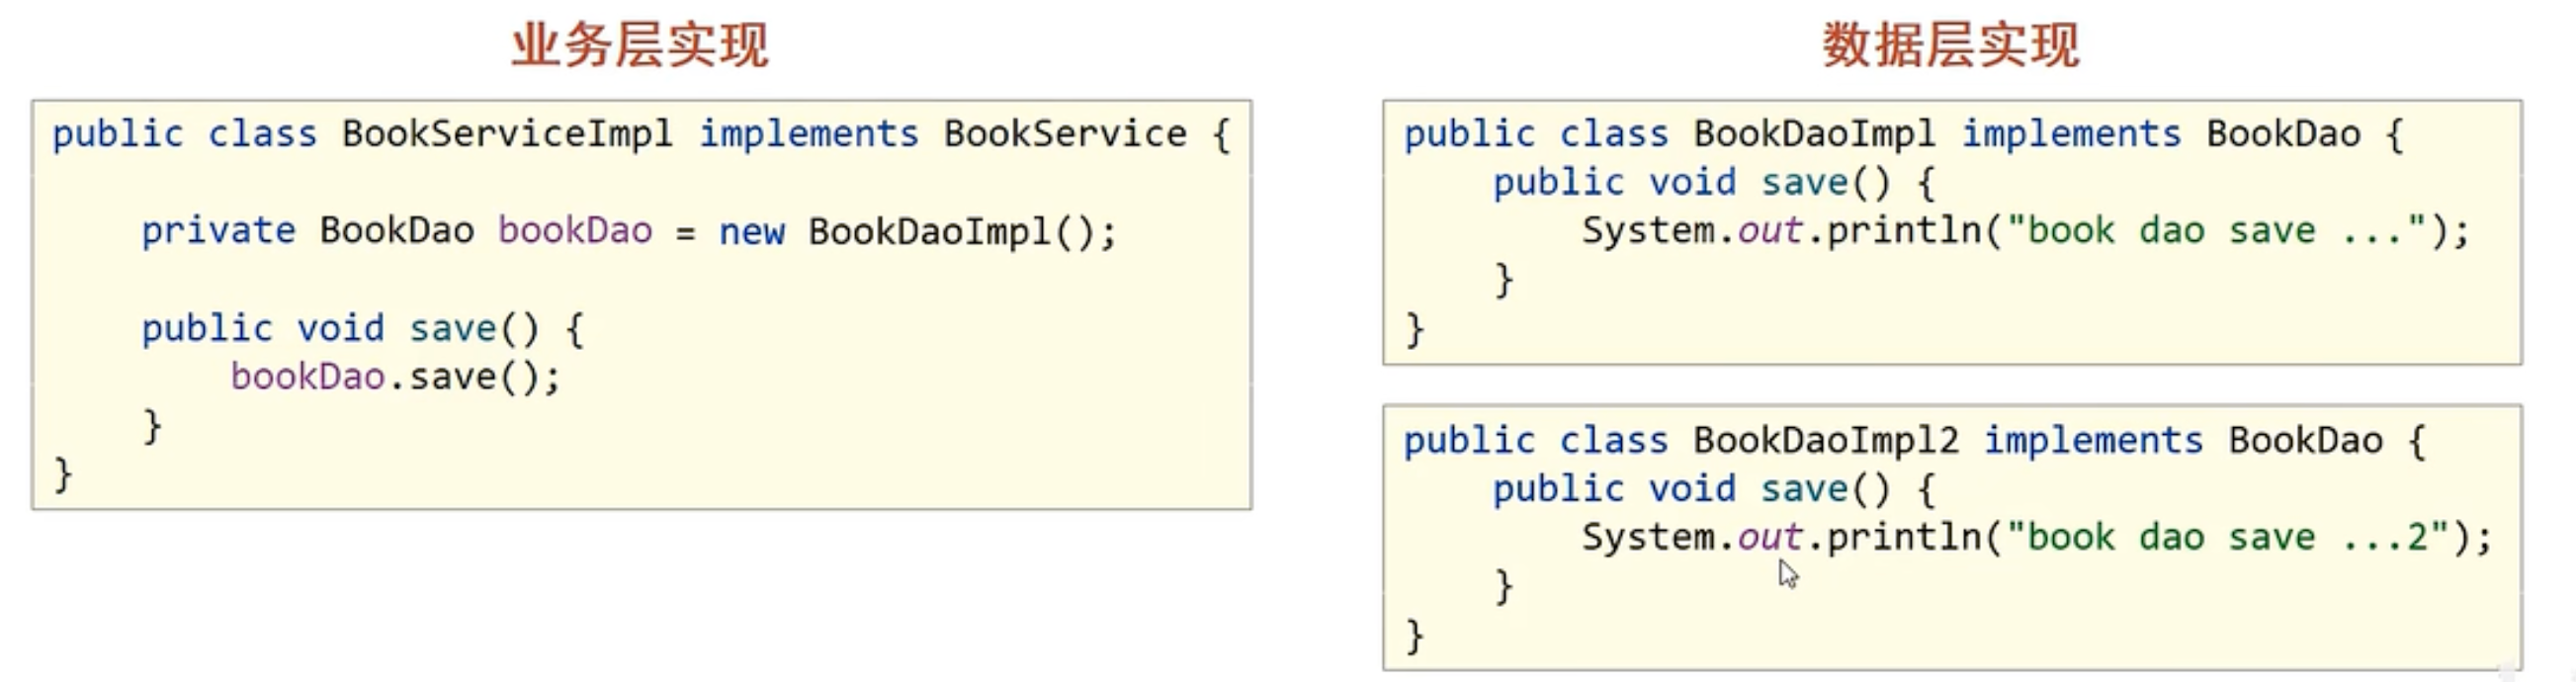 业务层实现
public class BookServiceImpl implements BookService {
private BookDao bookDao = new BookDaoImpl();
public void save() {
bookDao.save();
}
}
数据层实现
public class BookDaoImpl implements BookDao {
public void save() {
System.out.println("book dao save ...");
}
}
public class BookDaoImpl2 implements BookDao {
public void save() {
System.out.println("book dao save ...2");
}
}